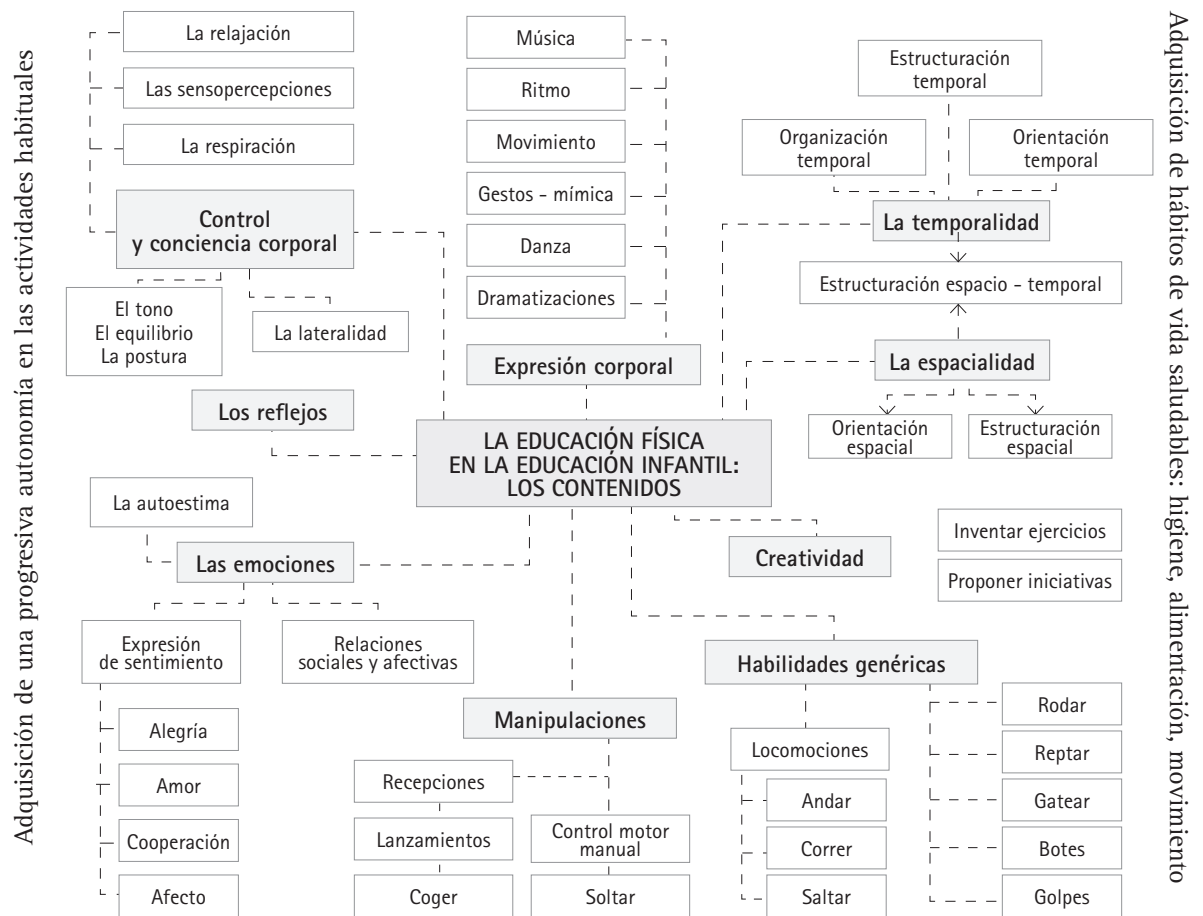 Adquisición de una progresiva autonomía en las actividades habituales
La relajación
Las sensopercepciones
La respiración
Control
y conciencia corporal
El tono
El equilibrio
La postura
La lateralidad
Música
Ritmo
Movimiento
Gestos - mímica
Danza
Dramatizaciones
Expresión corporal
Estructuración
temporal
Organización
temporal
Orientación
temporal
La temporalidad
Estructuración espacio - temporal
La espacialidad
Orientación
espacial
Estructuración
espacial
Los reflejos
LA EDUCACIÓN FÍSICA
EN LA EDUCACIÓN INFANTIL:
LOS CONTENIDOS
La autoestima
Las emociones
Expresión
de sentimiento
Relaciones
sociales y afectivas
Alegría
Amor
Cooperación
Afecto
Manipulaciones
Recepciones
Lanzamientos
Coger
Control motor
manual
Soltar
Creatividad
Inventar ejercicios
Proponer iniciativas
Habilidades genéricas
Locomociones
Andar
Correr
Saltar
Rodar
Reptar
Gatear
Botes
Golpes
Adquisición de hábitos de vida saludables: higiene, alimentación, movimiento